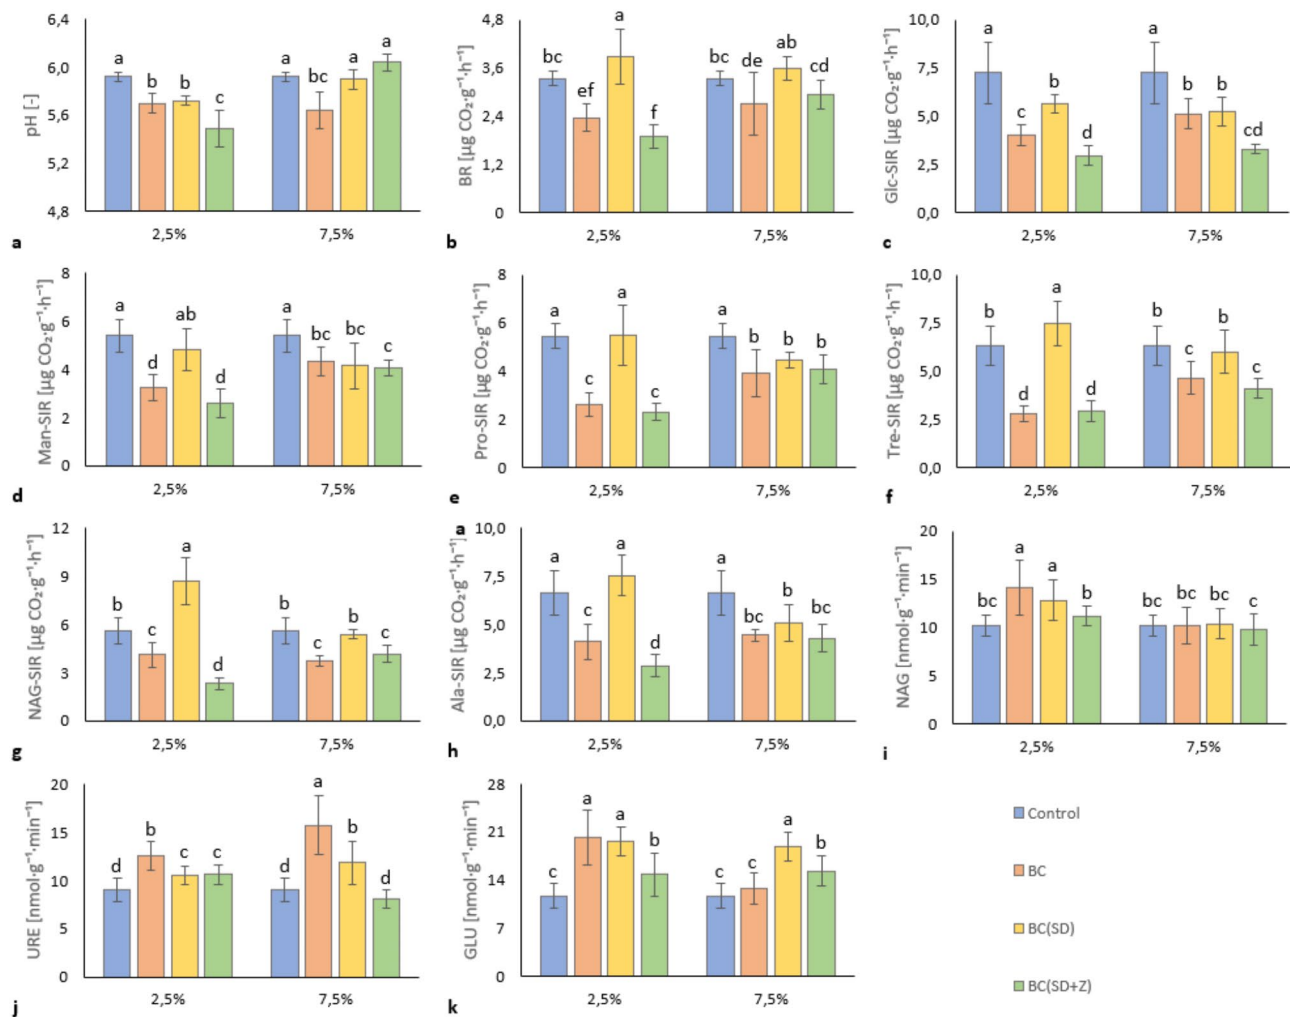 6,4
6,0
5,6
5,2
4,8
pH [-]
a b b c a bc a a
2,5% 7,5%
a
4,8
3,6
2,4
1,2
0
BR [µg CO₂·g⁻¹·h⁻¹]
bc ef a f bc de ab cd
2,5% 7,5%
b
10,0
7,5
5,0
2,5
0,0
Glc-SIR [µg CO₂·g⁻¹·h⁻¹]
a c b d a b b cd
2,5% 7,5%
c
8
6
4
2
0
Man-SIR [µg CO₂·g⁻¹·h⁻¹]
a d ab d a bc bc c
2,5% 7,5%
d
8
6
4
2
0
Pro-SIR [µg CO₂·g⁻¹·h⁻¹]
a c a c a b b b
2,5% 7,5%
e
10,0
7,5
5,0
2,5
0,0
Tre-SIR [µg CO₂·g⁻¹·h⁻¹]
b d a d b c b c
2,5% 7,5%
f
12
9
6
3
0
NAG-SIR [µg CO₂·g⁻¹·h⁻¹]
b c a d b c b c
2,5% 7,5%
g
a
10,0
7,5
5,0
2,5
0,0
Ala-SIR [µg CO₂·g⁻¹·h⁻¹]
a c a d a bc b bc
2,5% 7,5%
h
20
15
10
5
0
NAG [nmol·g⁻¹·min⁻¹]
bc a a b bc bc bc c
2,5% 7,5%
i
20
15
10
5
0
URE [nmol·g⁻¹·min⁻¹]
d b c c d a b d
2,5% 7,5%
j
28
21
14
7
0
GLU [nmol·g⁻¹·min⁻¹]
c a a b c c a b
2,5% 7,5%
k
Control
BC
BC(SD)
BC(SD+Z)